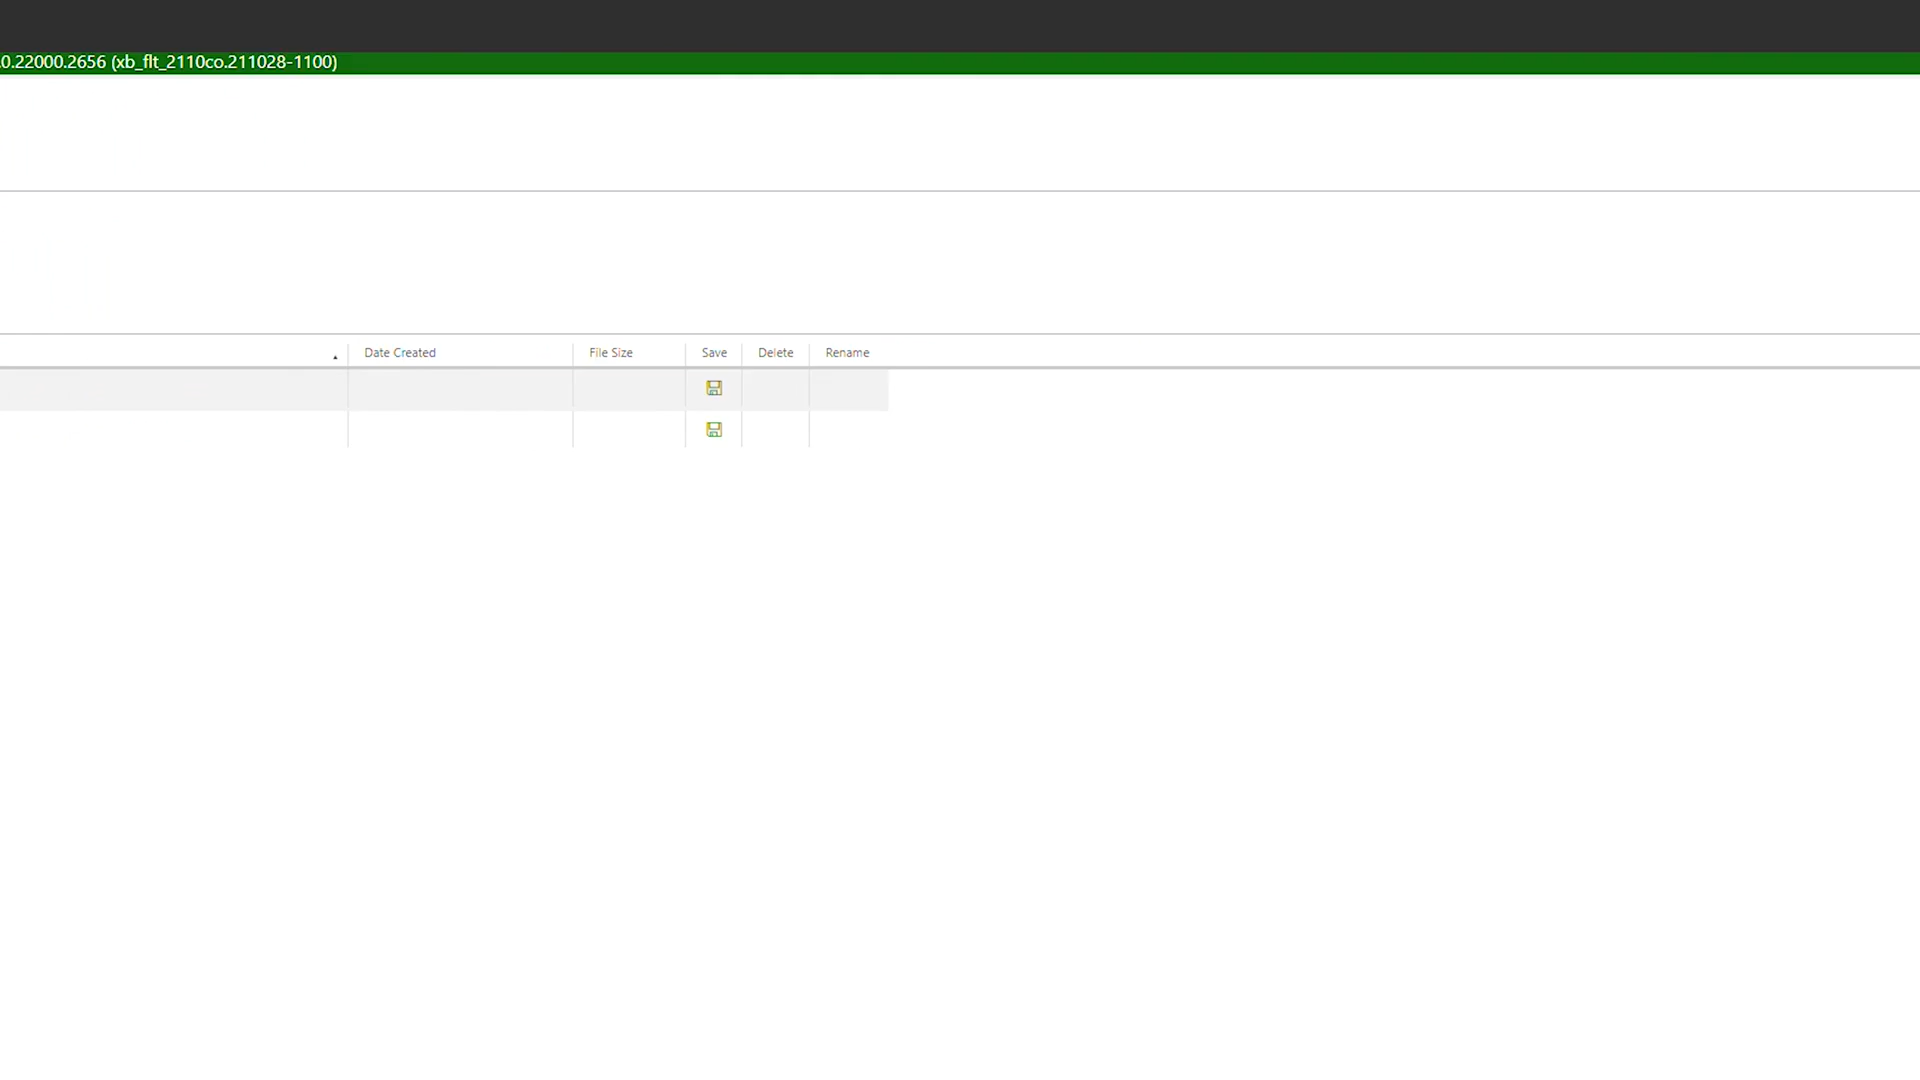 .0.22000.2656 (xb_flt_2110co.211028-1100)
Date Created File Size Save Delete Rename